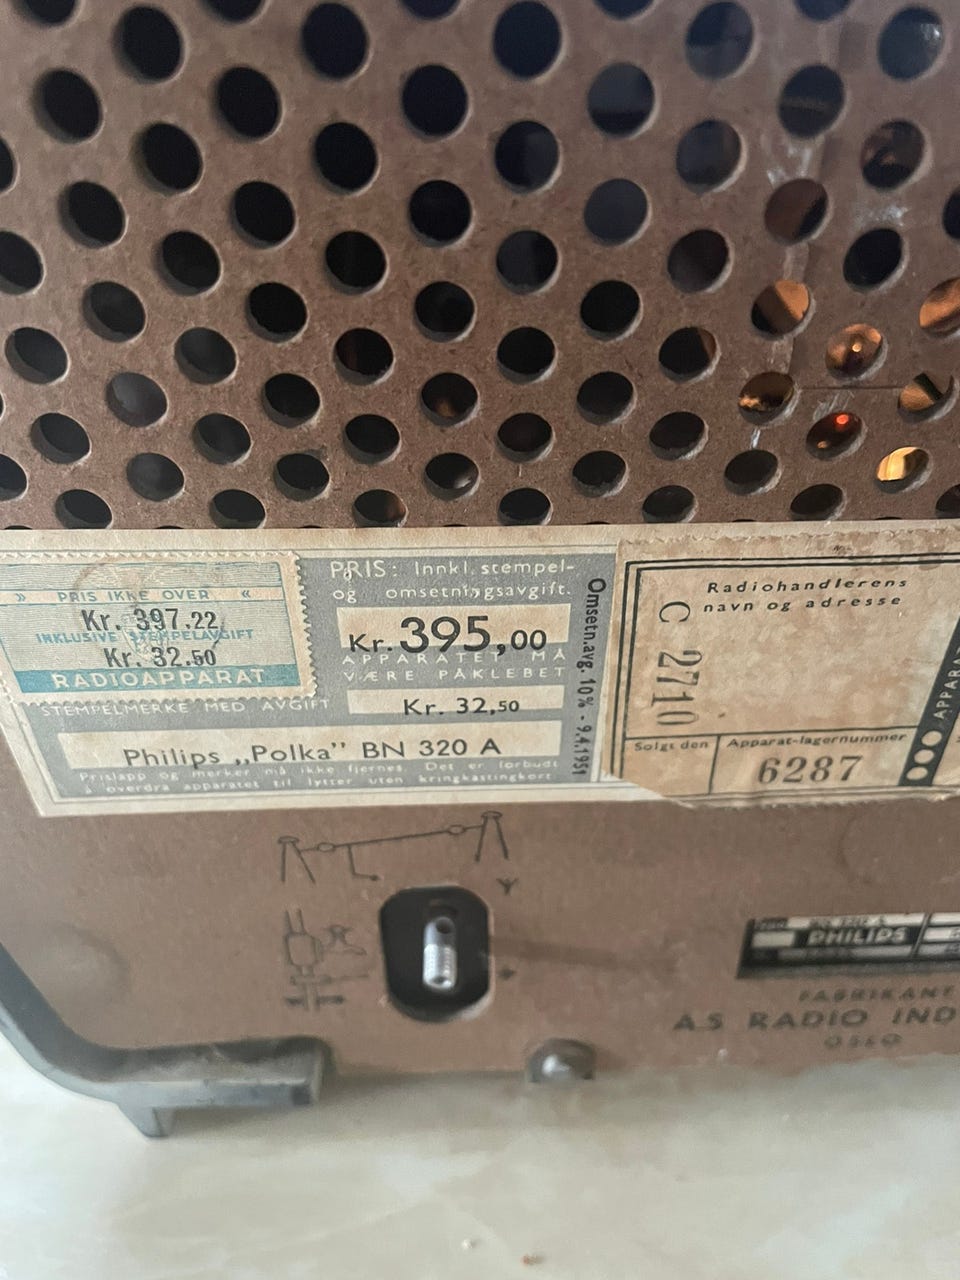 » PRIS IKKE OVER «
Kr. 397.22
INKLUSIVE STEMPELAVGIFT
Kr. 32.50
RADIOAPPARAT
STEMPELMERKE MED AVGIFT
PRIS: Innkl. stempel-
og omsetningsavgift.
Kr. 395,00
APPARATET MÅ
VÆRE PÅKLEBET
Kr. 32,50
Philips „Polka” BN 320 A
Prislapp og merker må ikke fjernes. Det er forbudt
å overdra apparatet til lytter uten kringkastingkort
Omsetn.avg. 10% - 9.4.1951
C 2710
Radiohandlerens
navn og adresse
Solgt den
Apparat-lagernummer
6287
APPARAT
PHILIPS
FABRIKANT
A.S RADIO IND
OSLO